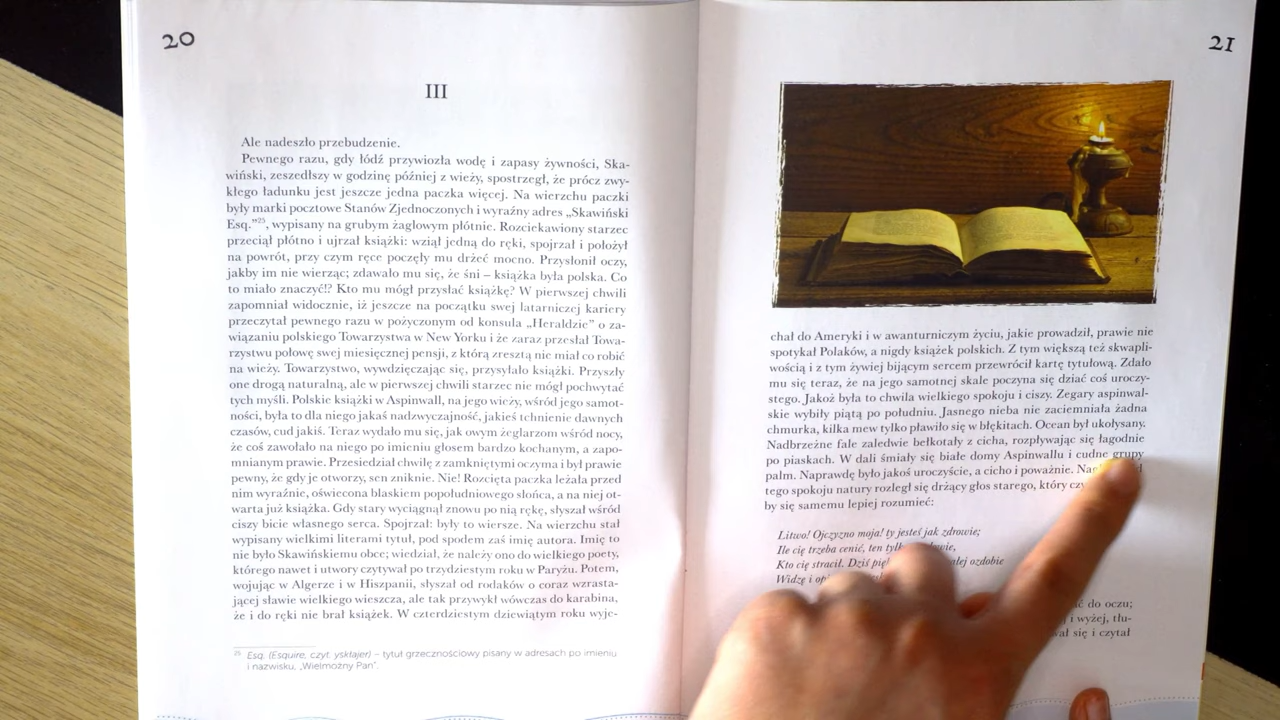 20
III
Ale nadeszło przebudzenie.
Pewnego razu, gdy łódź przywiozła wodę i zapasy żywności, Ska-
wiński, zeszedłszy w godzinę później z wieży, spostrzegł, że prócz zwy-
kłego ładunku jest jeszcze jedna paczka więcej. Na wierzchu paczki
były marki pocztowe Stanów Zjednoczonych i wyraźny adres „Skawiński
Esq.”²⁵, wypisany na grubym żaglowym płótnie. Rozciekawiony starzec
przeciął płótno i ujrzał książki: wziął jedną do ręki, spojrzał i położył
na powrót, przy czym ręce poczęły mu drżeć mocno. Przysłonił oczy,
jakby im nie wierząc; zdawało mu się, że śni – książka była polska. Co
to miało znaczyć!? Kto mu mógł przysłać książkę? W pierwszej chwili
zapomniał widocznie, iż jeszcze na początku swej latarniczej kariery
przeczytał pewnego razu w pożyczonym od konsula „Heraldzie” o za-
wiązaniu polskiego Towarzystwa w New Yorku i że zaraz przesłał Towa-
rzystwu połowę swej miesięcznej pensji, z którą zresztą nie miał co robić
na wieży. Towarzystwo, wywdzięczając się, przysyłało książki. Przyszły
one drogą naturalną, ale w pierwszej chwili starzec nie mógł pochwytać
tych myśli. Polskie książki w Aspinwall, na jego wieży, wśród jego samot-
ności, była to dla niego jakaś nadzwyczajność, jakieś tchnienie dawnych
czasów, cud jakiś. Teraz wydało mu się, jak owym żeglarzom wśród nocy,
że coś zawołało na niego po imieniu głosem bardzo kochanym, a zapo-
mnianym prawie. Przesiedział chwilę z zamkniętymi oczyma i był prawie
pewny, że gdy je otworzy, sen zniknie. Nie! Rozcięta paczka leżała przed
nim wyraźnie, oświecona blaskiem popołudniowego słońca, a na niej ot-
warta już książka. Gdy stary wyciągnął znowu po nią rękę, słyszał wśród
ciszy bicie własnego serca. Spojrzał: były to wiersze. Na wierzchu stał
wypisany wielkimi literami tytuł, pod spodem zaś imię autora. Imię to
nie było Skawińskiemu obce; wiedział, że należy ono do wielkiego poety,
którego nawet i utwory czytywał po trzydziestym roku w Paryżu. Potem,
wojując w Algerze i w Hiszpanii, słyszał od rodaków o coraz wzrasta-
jącej sławie wielkiego wieszcza, ale tak przywykł wówczas do karabina,
że i do ręki nie brał książek. W czterdziestym dziewiątym roku wyje-
²⁵ Esq. (Esquire, czyt. yskłajer) – tytuł grzecznościowy pisany w adresach po imieniu
i nazwisku, „Wielmożny Pan”.
21
chał do Ameryki i w awanturniczym życiu, jakie prowadził, prawie nie
spotykał Polaków, a nigdy książek polskich. Z tym większą też skwapli-
wością i z tym żywiej bijącym sercem przewrócił kartę tytułową. Zdało
mu się teraz, że na jego samotnej skale poczyna się dziać coś uroczy-
stego. Jakoż była to chwila wielkiego spokoju i ciszy. Zegary aspinwal-
skie wybiły piątą po południu. Jasnego nieba nie zaciemniała żadna
chmurka, kilka mew tylko pławiło się w błękitach. Ocean był ukołysany.
Nadbrzeżne fale zaledwie bełkotały z cicha, rozpływając się łagodnie
po piaskach. W dali śmiały się białe domy Aspinwallu i cudne grupy
palm. Naprawdę było jakoś uroczyście, a cicho i poważnie.
tego spokoju natury rozległ się drżący głos starego, który
by się samemu lepiej rozumieć:
Litwo! Ojczyzno moja! ty jesteś jak zdrowie;
Ile cię trzeba cenić, ten
Kto cię stracił. Dziś ozdobie
Widzę i
do oczu;
i wyżej, tłu-
się i czytał